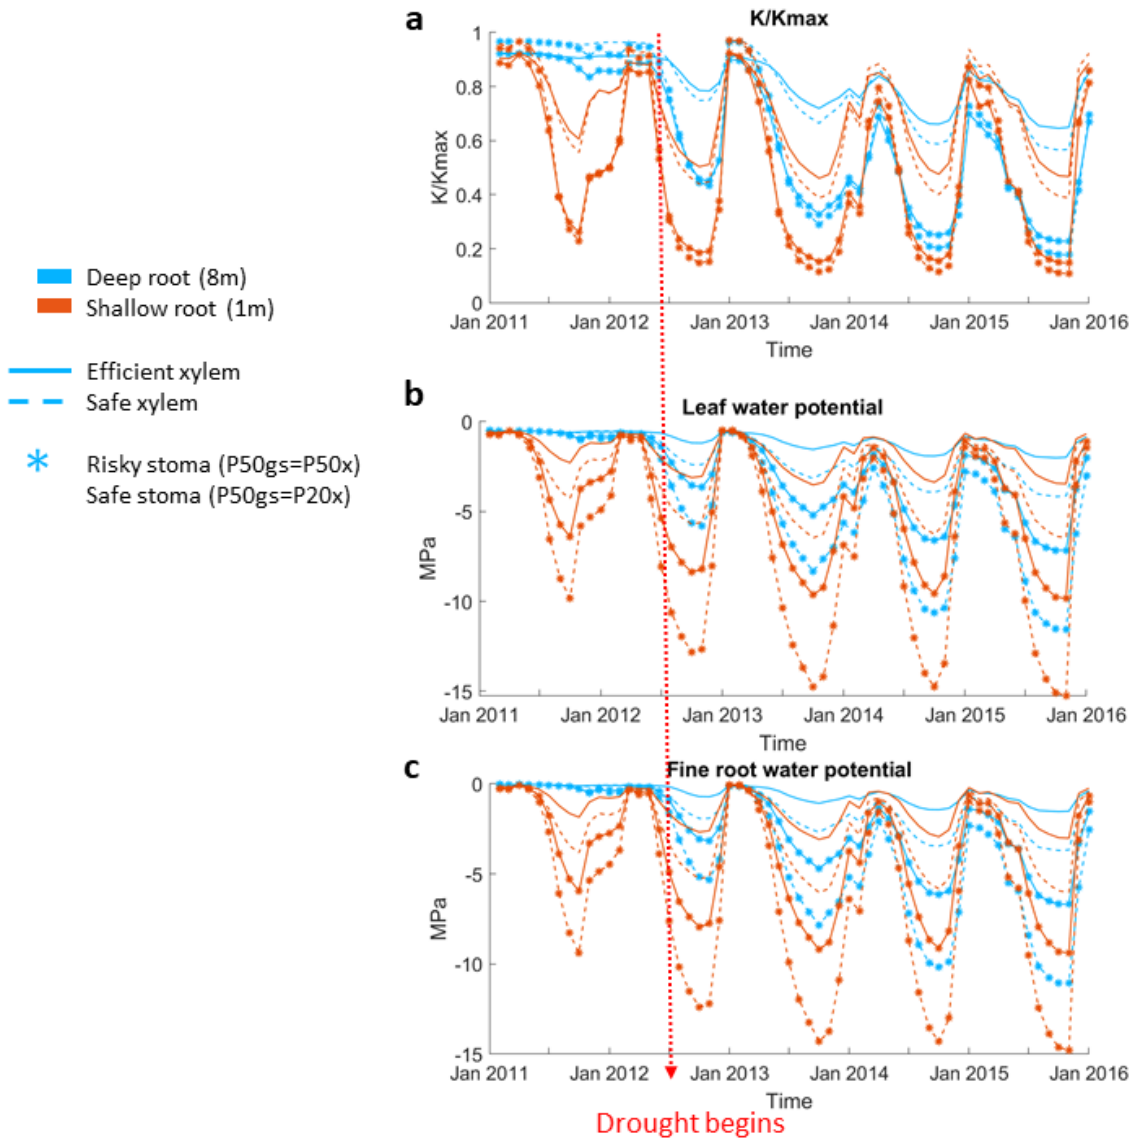 a
K/Kmax
1
0.8
0.6
0.4
0.2
0
K/Kmax
Jan 2011 Jan 2012 Jan 2013 Jan 2014 Jan 2015 Jan 2016
Time
Deep root (8m)
Shallow root (1m)
Efficient xylem
Safe xylem
* Risky stoma (P50gs=P50x)
Safe stoma (P50gs=P20x)
b
Leaf water potential
0
-5
-10
-15
MPa
Jan 2011 Jan 2012 Jan 2013 Jan 2014 Jan 2015 Jan 2016
Time
c
Fine root water potential
0
-5
-10
-15
MPa
Jan 2011 Jan 2012 Jan 2013 Jan 2014 Jan 2015 Jan 2016
Time
Drought begins